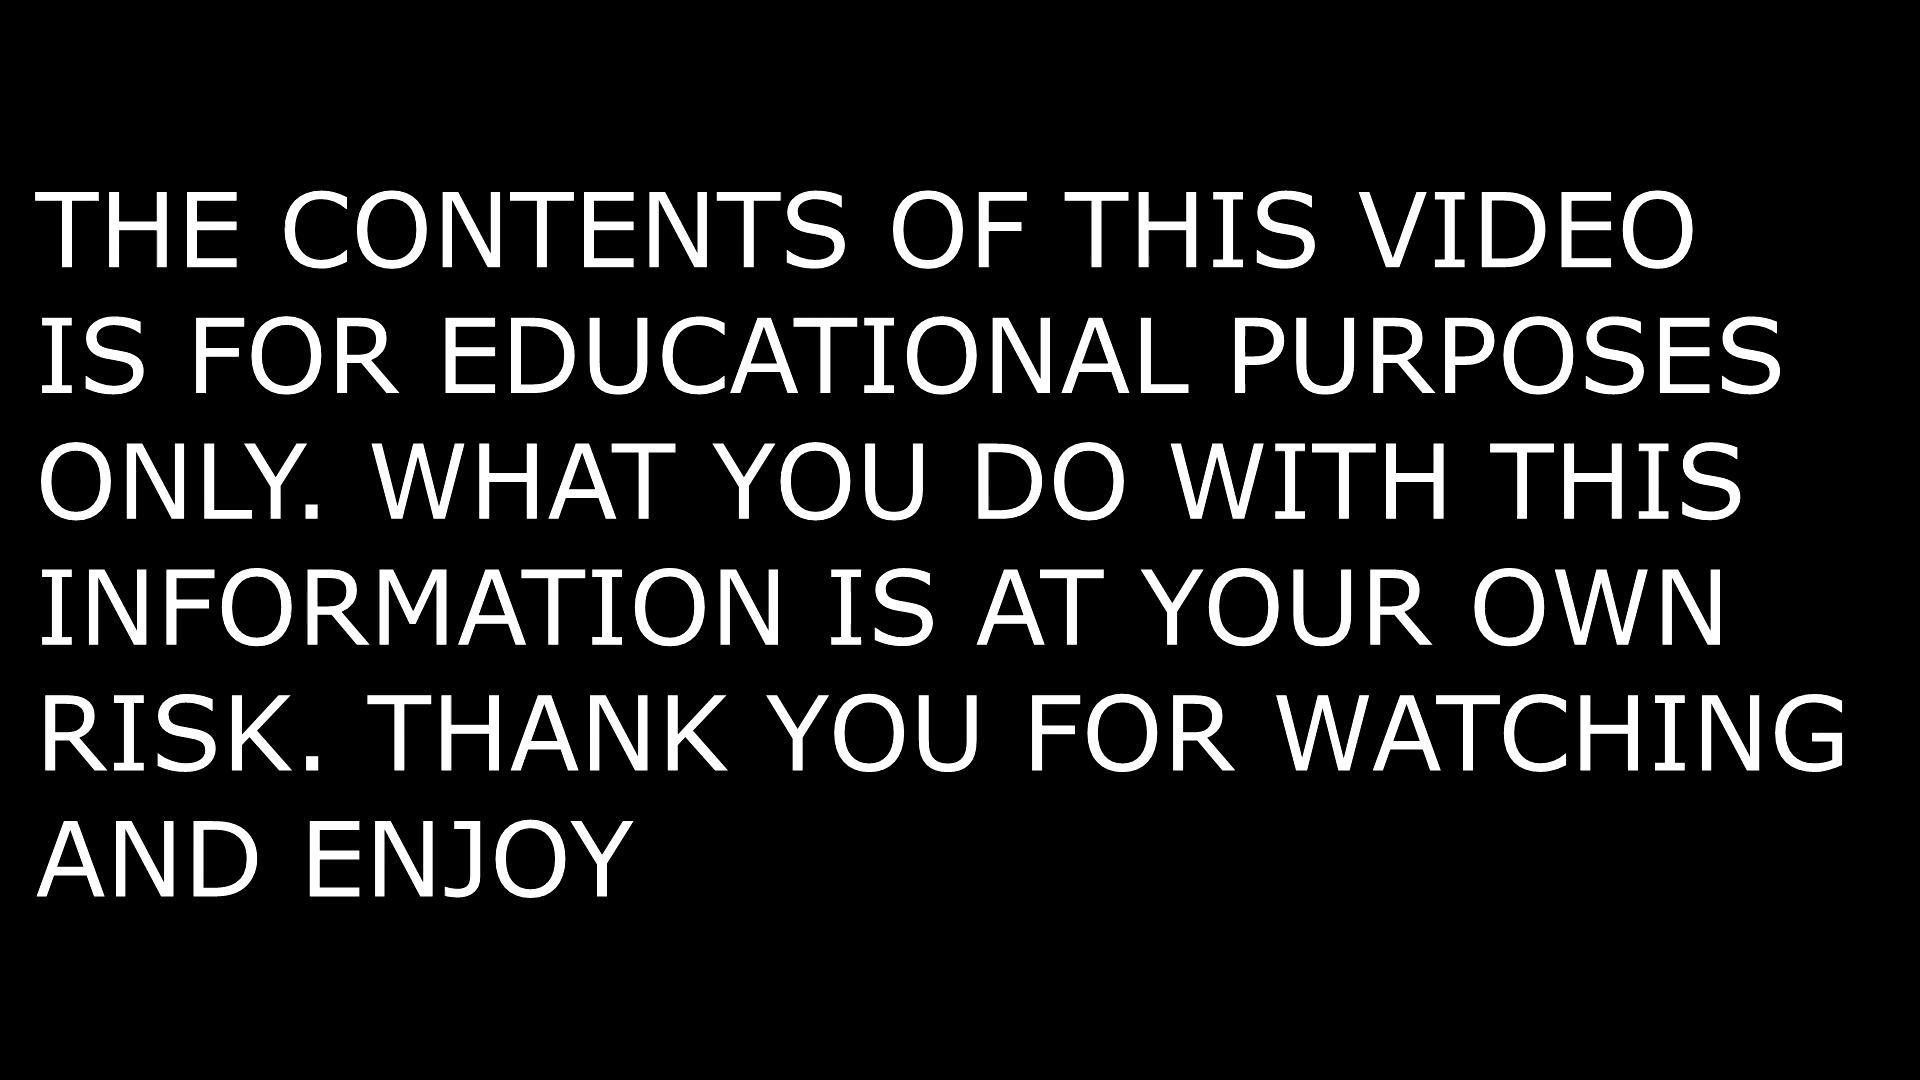 THE CONTENTS OF THIS VIDEO
IS FOR EDUCATIONAL PURPOSES
ONLY. WHAT YOU DO WITH THIS
INFORMATION IS AT YOUR OWN
RISK. THANK YOU FOR WATCHING
AND ENJOY